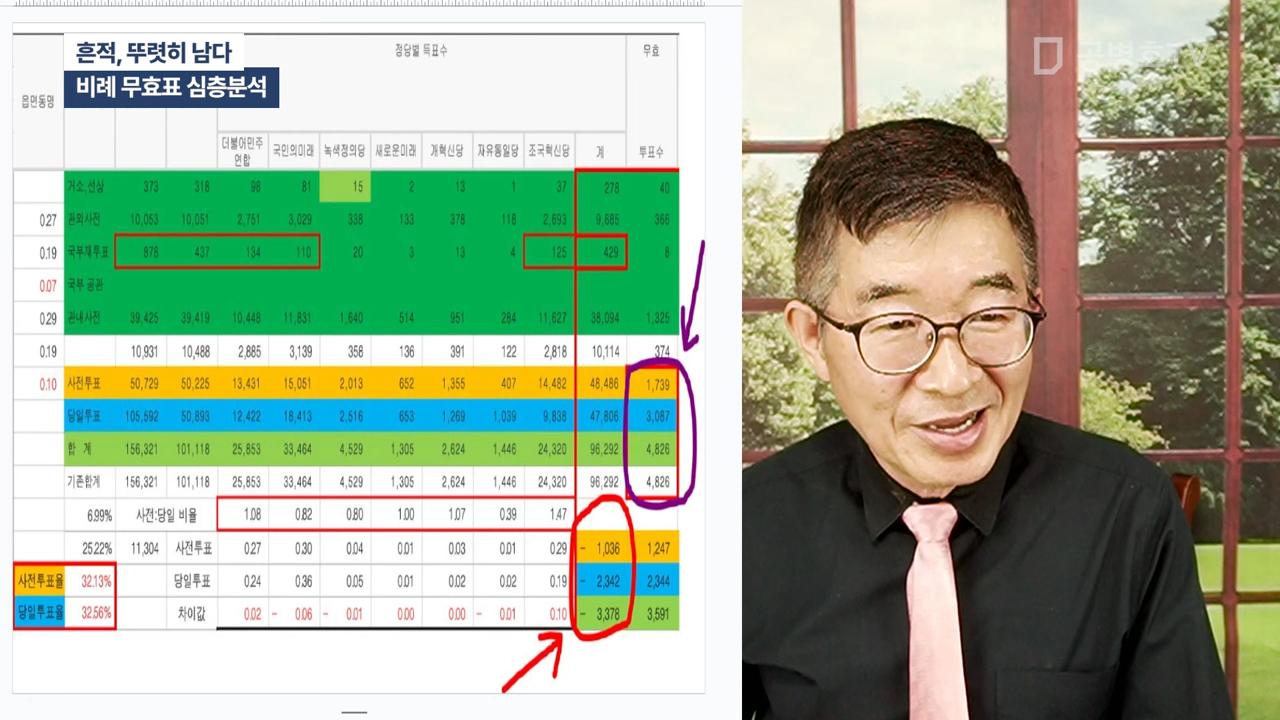 흔적, 뚜렷히 남다
비례 무효표 심층분석
정당별 득표수 무효
읍면동명
더불어민주연합 국민의미래 녹색정의당 새로운미래 개혁신당 자유통일당 조국혁신당 계 투표수
거소,선상 373 318 98 81 15 2 13 1 37 278 40
0.27 관외사전 10,053 10,051 2,751 3,029 338 133 378 118 2,693 9,685 366
0.19 국부재투표 878 437 134 110 20 3 13 4 125 429 8
0.07 국부 공관
0.29 관내사전 39,425 39,419 10,448 11,831 1,640 514 951 284 11,627 38,094 1,325
0.19 10,931 10,488 2,885 3,139 358 136 391 122 2,818 10,114 374
0.10 사전투표 50,729 50,225 13,431 15,051 2,013 652 1,355 407 14,482 48,486 1,739
당일투표 105,592 50,893 12,422 18,413 2,516 653 1,269 1,039 9,838 47,806 3,087
합 계 156,321 101,118 25,853 33,464 4,529 1,305 2,624 1,446 24,320 96,292 4,826
기존합계 156,321 101,118 25,853 33,464 4,529 1,305 2,624 1,446 24,320 96,292 4,826
6.99% 사전:당일 비율 1.08 0.82 0.80 1.00 1.07 0.39 1.47
25.22% 11,304 사전투표 0.27 0.30 0.04 0.01 0.03 0.01 0.29 - 1,036 1,247
사전투표율 32.13% 당일투표 0.24 0.36 0.05 0.01 0.02 0.02 0.19 - 2,342 2,344
당일투표율 32.56% 차이값 0.02 - 0.06 - 0.01 0.00 0.00 - 0.01 0.10 - 3,378 3,591